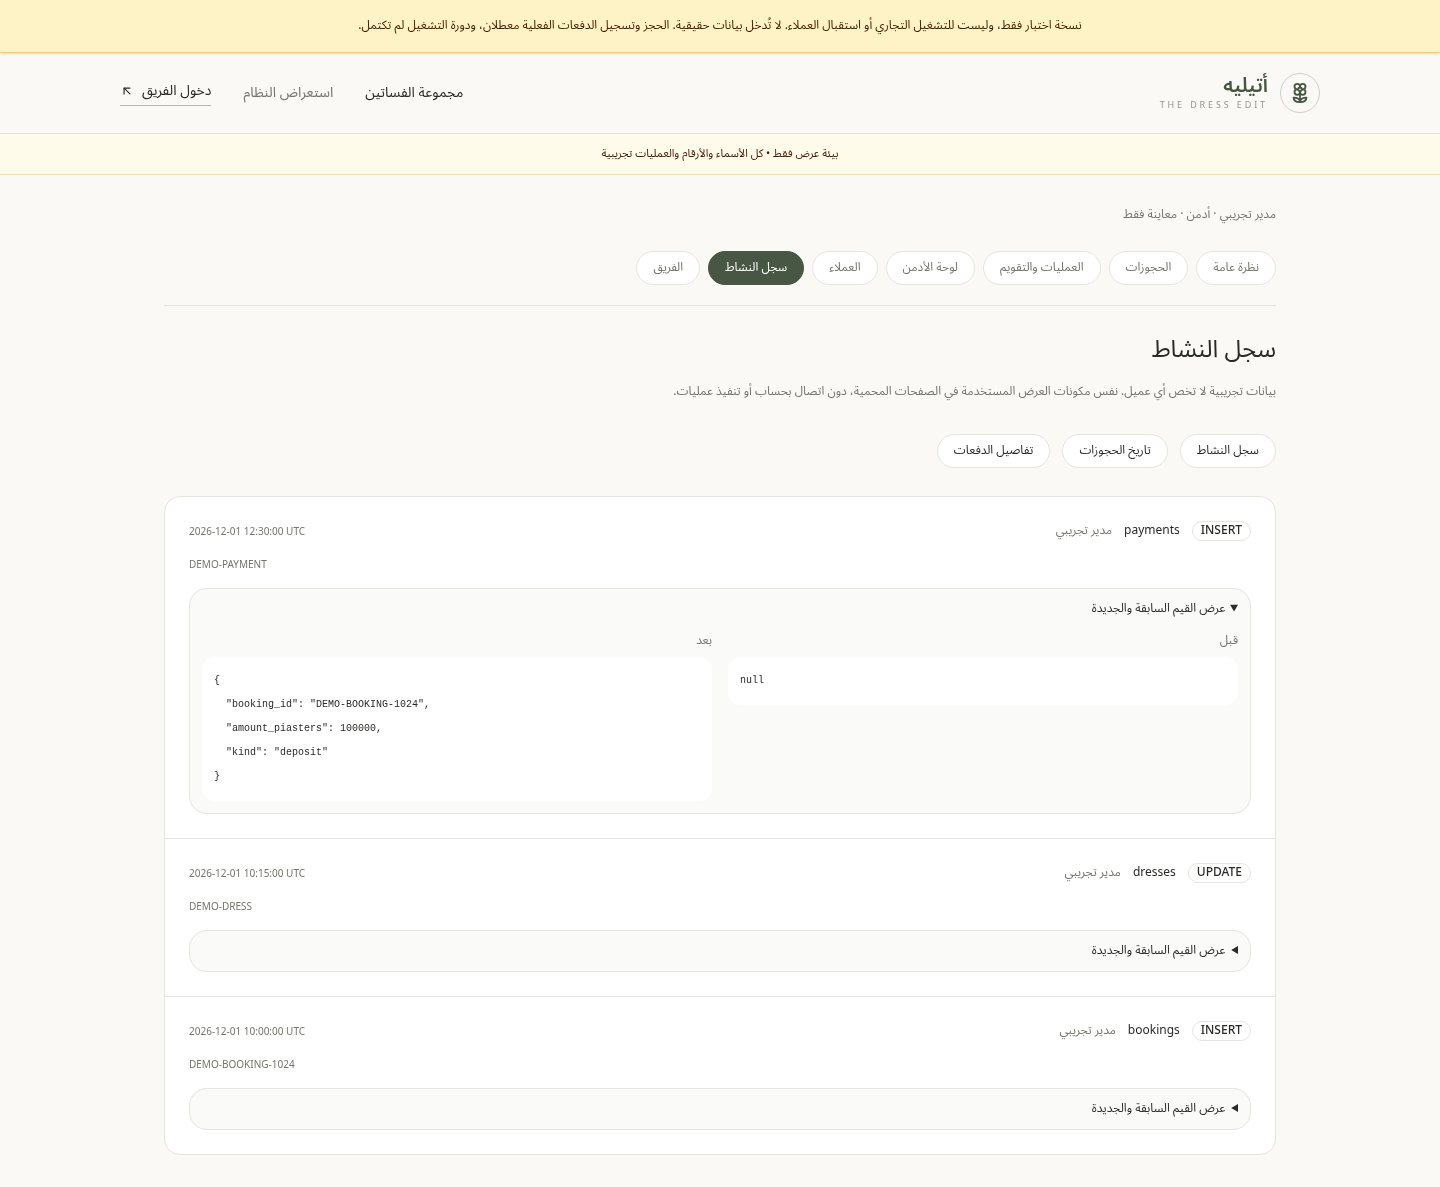 نسخة اختبار فقط، وليست للتشغيل التجاري أو استقبال العملاء. لا تُدخل بيانات حقيقية. الحجز وتسجيل الدفعات الفعلية معطلان، ودورة التشغيل لم تكتمل.
أتيليه
THE DRESS EDIT
مجموعة الفساتين
استعراض النظام
دخول الفريق ↖
بيئة عرض فقط • كل الأسماء والأرقام والعمليات تجريبية
مدير تجريبي · أدمن · معاينة فقط
نظرة عامة
الحجوزات
العمليات والتقويم
لوحة الأدمن
العملاء
سجل النشاط
الفريق
سجل النشاط
بيانات تجريبية لا تخص أي عميل. نفس مكونات العرض المستخدمة في الصفحات المحمية، دون اتصال بحساب أو تنفيذ عمليات.
سجل النشاط
تاريخ الحجوزات
تفاصيل الدفعات
INSERT payments مدير تجريبي
2026-12-01 12:30:00 UTC
DEMO-PAYMENT
▼ عرض القيم السابقة والجديدة
قبل
null
بعد
{
"booking_id": "DEMO-BOOKING-1024",
"amount_piasters": 100000,
"kind": "deposit"
}
UPDATE dresses مدير تجريبي
2026-12-01 10:15:00 UTC
DEMO-DRESS
◀ عرض القيم السابقة والجديدة
INSERT bookings مدير تجريبي
2026-12-01 10:00:00 UTC
DEMO-BOOKING-1024
◀ عرض القيم السابقة والجديدة